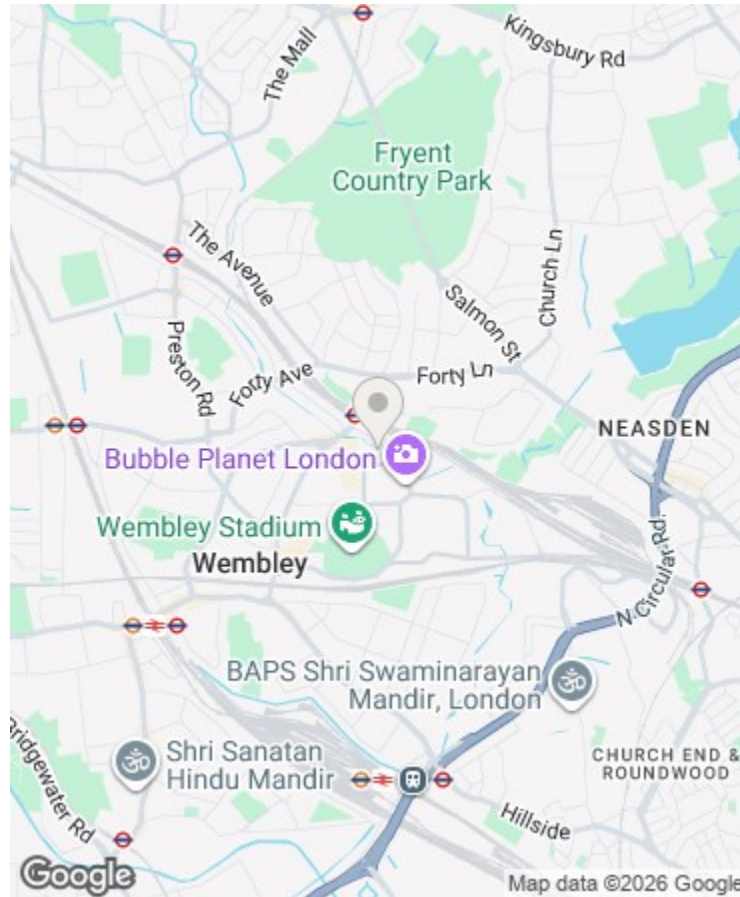 The Mall
Kingsbury Rd
Fryent
Country Park
The Avenue
Church Ln
Salmon St
Preston Rd
Forty Ave
Forty Ln
NEASDEN
Bubble Planet London
Wembley Stadium
Wembley
N Circular Rd.
BAPS Shri Swaminarayan
Mandir, London
Shri Sanatan
Hindu Mandir
CHURCH END &
ROUNDWOOD
Bridgewater Rd
Hillside
Google
Map data ©2026 Google